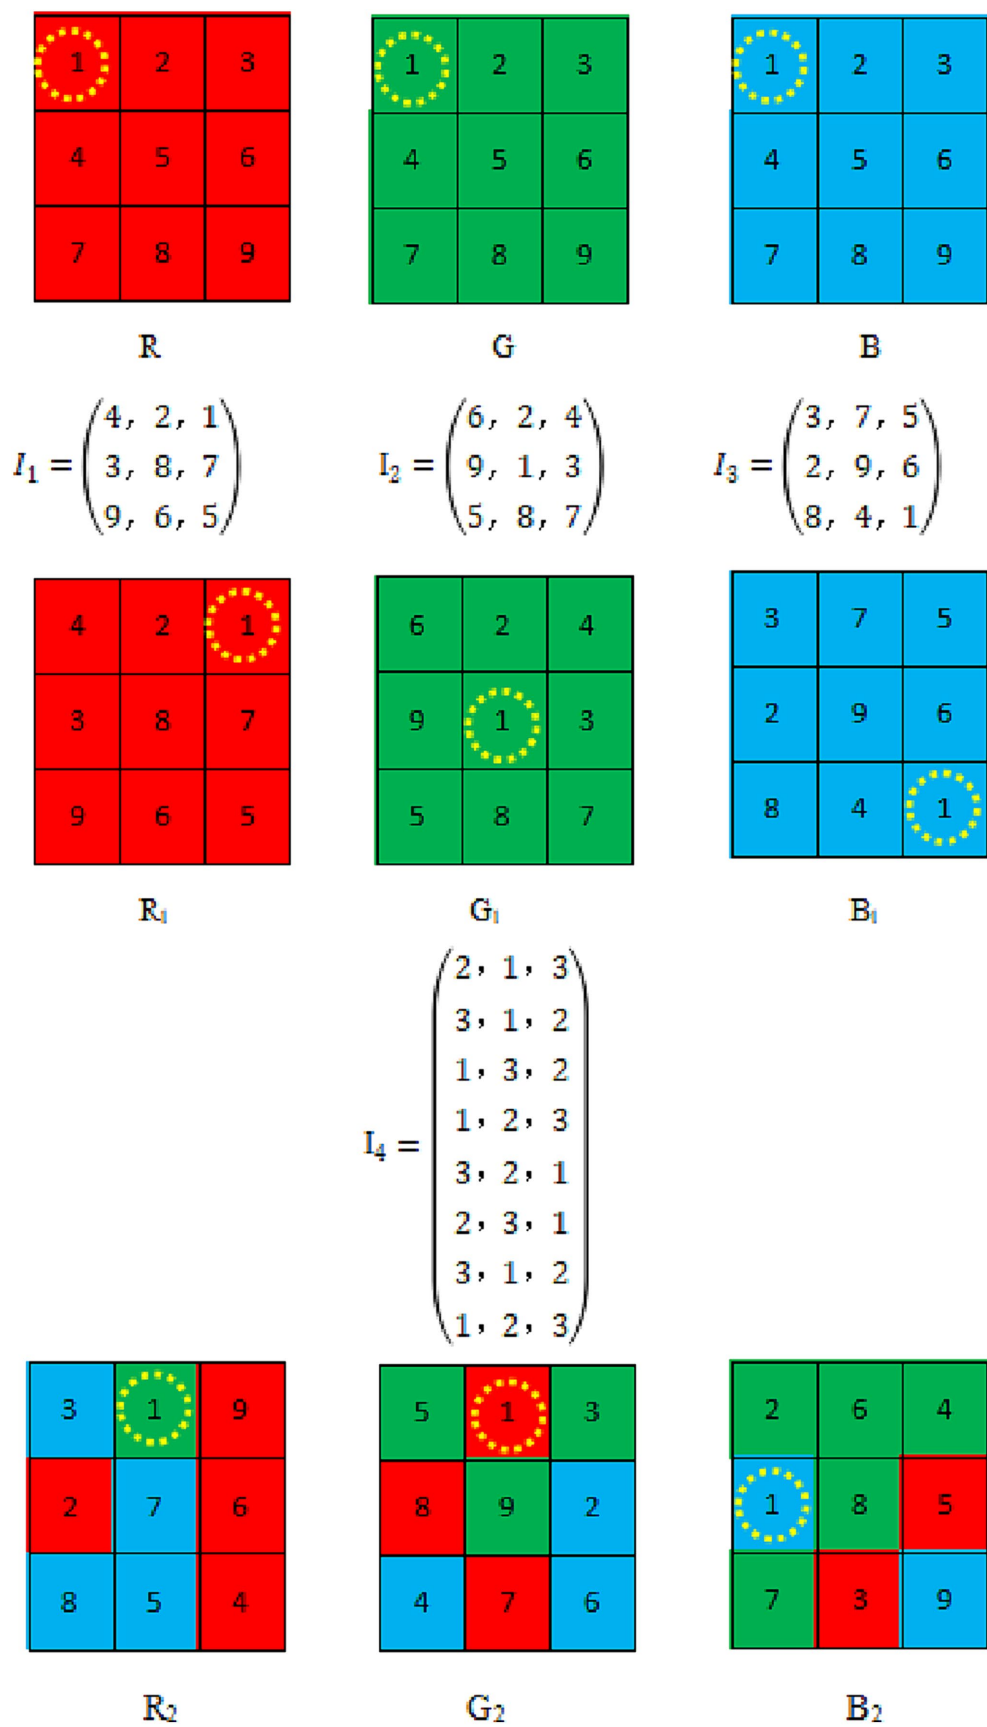 1 2 3 1 2 3 1 2 3
4 5 6 4 5 6 4 5 6
7 8 9 7 8 9 7 8 9
R G B
4, 2, 1 6, 2, 4 3, 7, 5
I₁ = 3, 8, 7 I₂ = 9, 1, 3 I₃ = 2, 9, 6
9, 6, 5 5, 8, 7 8, 4, 1
4 2 1 6 2 4 3 7 5
3 8 7 9 1 3 2 9 6
9 6 5 5 8 7 8 4 1
R₁ G₁ B₁
2, 1, 3
3, 1, 2
1, 3, 2
1, 2, 3
I₄ =
3, 2, 1
2, 3, 1
3, 1, 2
1, 2, 3
3 1 9 5 1 3 2 6 4
2 7 6 8 9 2 1 8 5
8 5 4 4 7 6 7 3 9
R₂ G₂ B₂